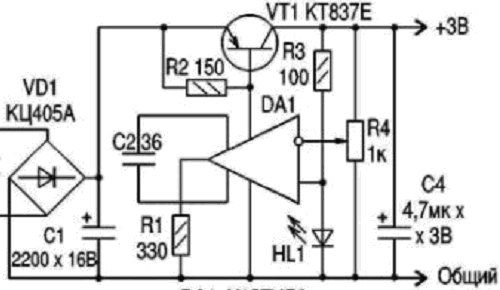 VT1 КТ837Е
+3В
R2 150
R3
100
VD1
КЦ405А
DA1
C2 36
R4
1к
C4
4,7мк х
х 3В
+
+
C1
2200 х 16В
R1
330
HL1
Общий